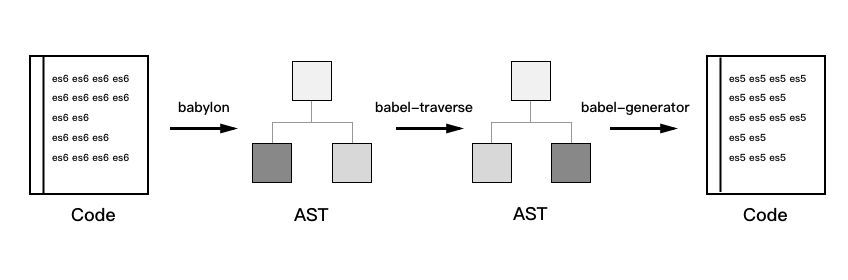 es6 es6 es6 es6
es6 es6 es6 es6
es6 es6
es6 es6 es6
es6 es6 es6 es6
Code
babylon
AST
babel-traverse
AST
babel-generator
es5 es5 es5 es5
es5 es5 es5
es5 es5 es5 es5
es5 es5
es5 es5 es5
Code